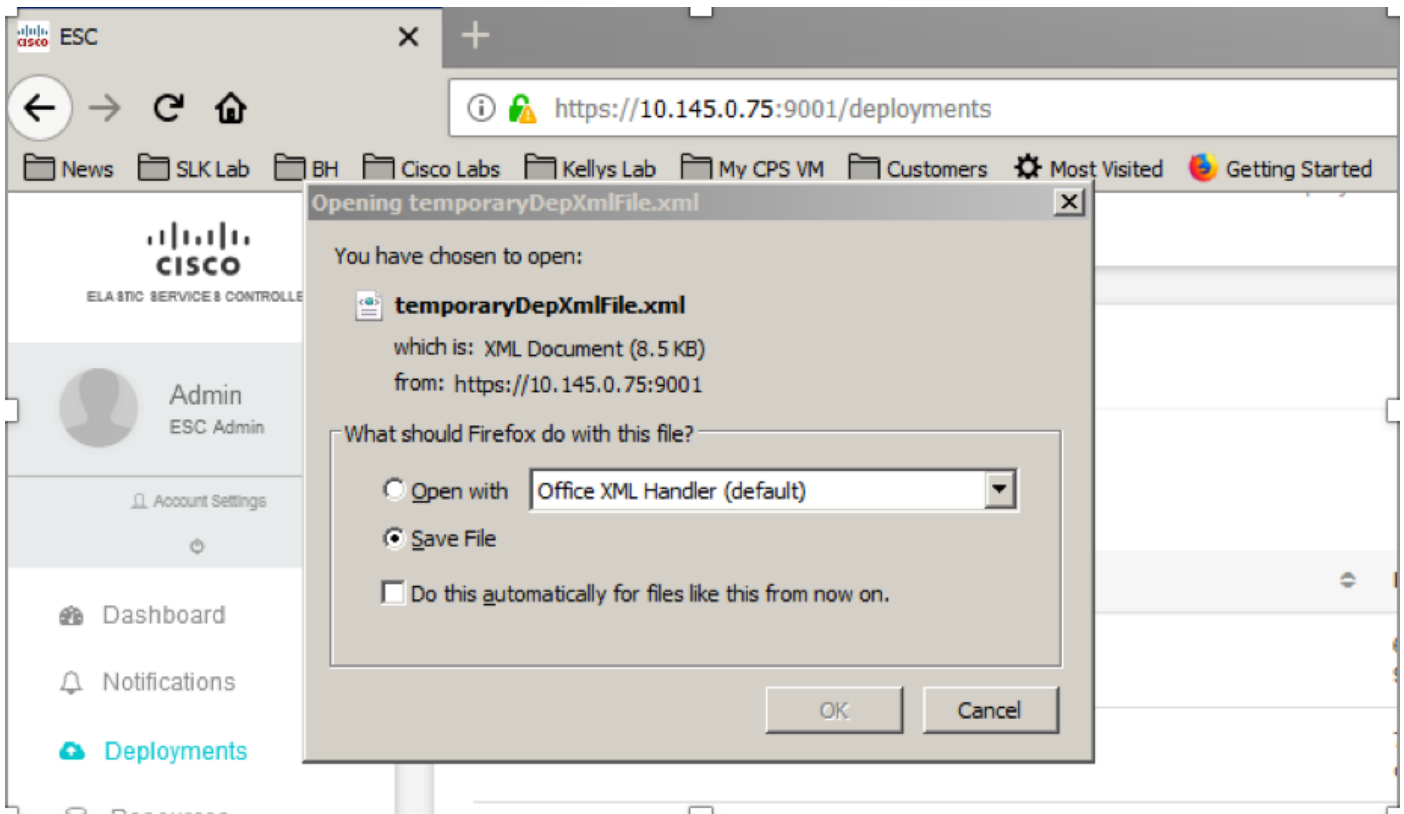 cisco ESC
https://10.145.0.75:9001/deployments
News SLK Lab BH Cisco Labs Kellys Lab My CPS VM Customers Most Visited Getting Started
CISCO
ELASTIC SERVICES CONTROLLE
Admin
ESC Admin
Account Settings
Dashboard
Notifications
Deployments
Opening temporaryDepXmlFile.xml
You have chosen to open:
temporaryDepXmlFile.xml
which is: XML Document (8.5 KB)
from: https://10.145.0.75:9001
What should Firefox do with this file?
Open with Office XML Handler (default)
Save File
Do this automatically for files like this from now on.
OK Cancel